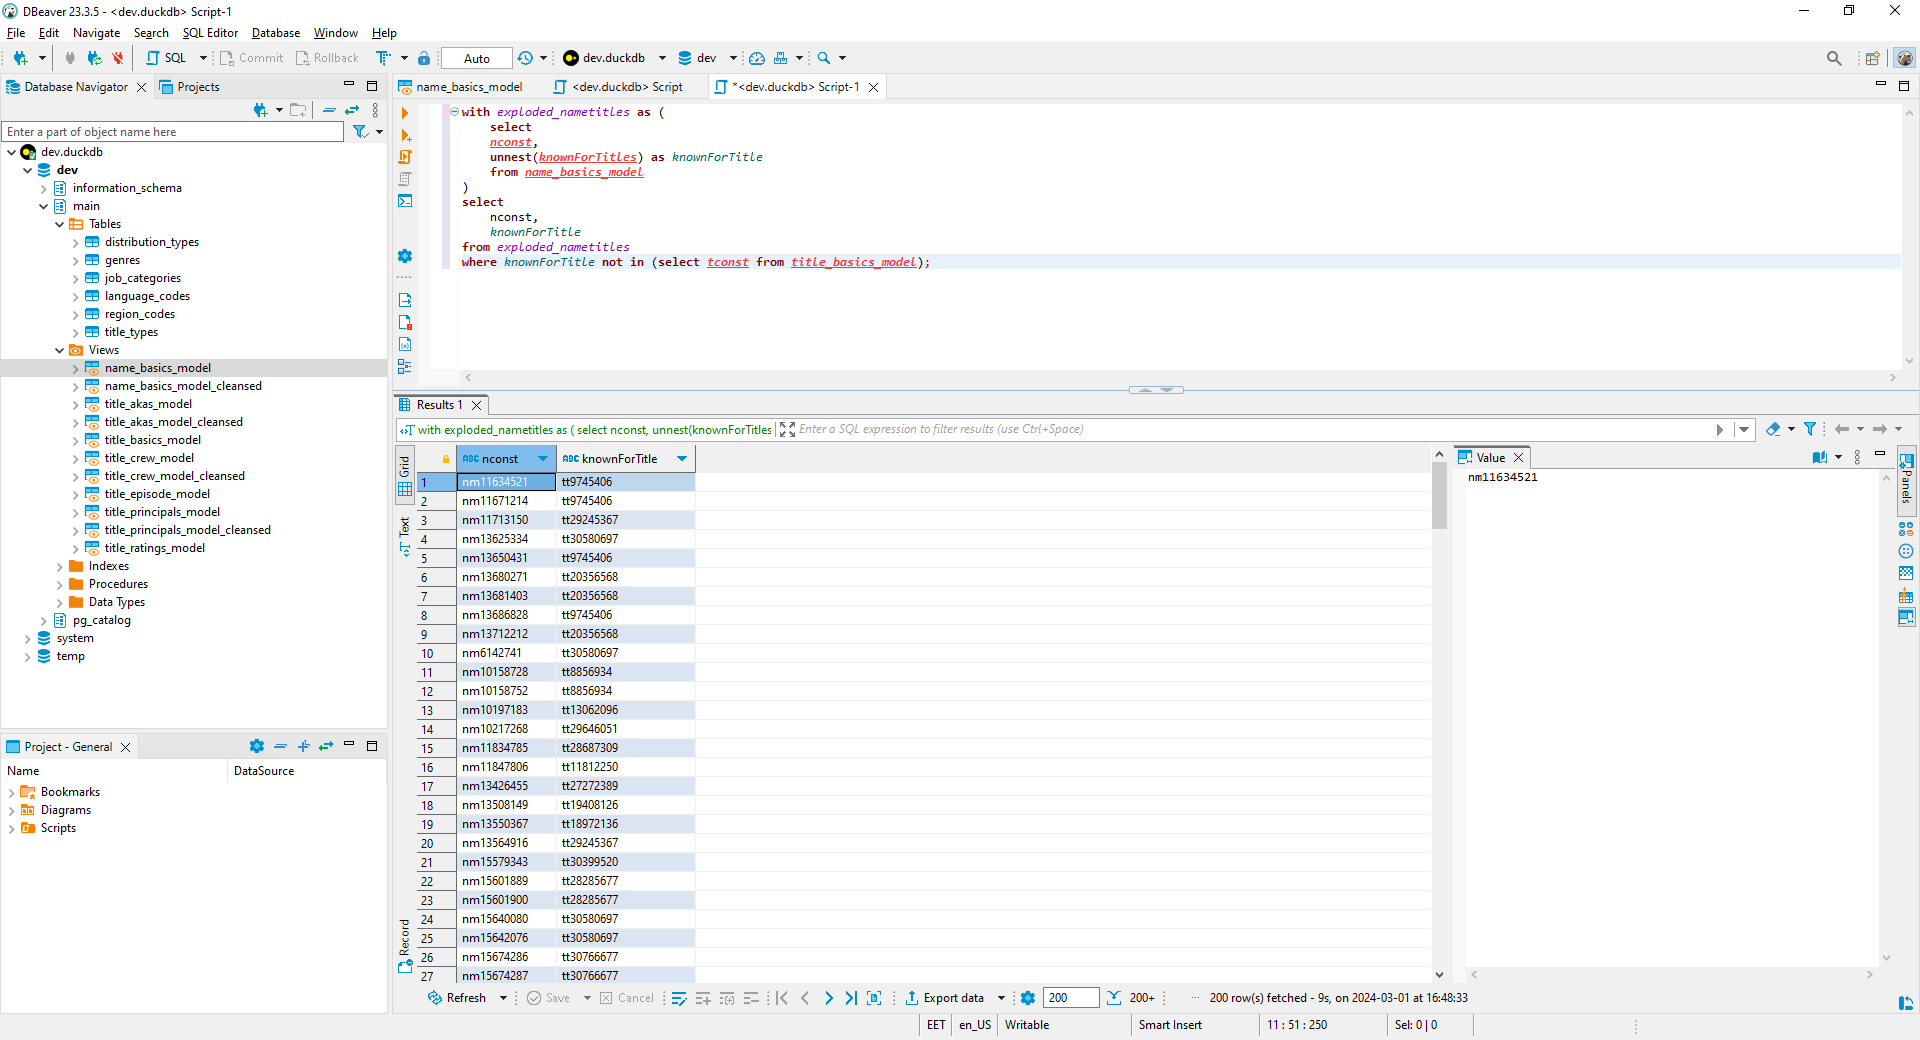 DBeaver 23.3.5 - <dev.duckdb> Script-1
File Edit Navigate Search SQL Editor Database Window Help
SQL Commit Rollback Auto dev.duckdb dev
Database Navigator Projects
Enter a part of object name here
dev.duckdb
dev
information_schema
main
Tables
distribution_types
genres
job_categories
language_codes
region_codes
title_types
Views
name_basics_model
name_basics_model_cleansed
title_akas_model
title_akas_model_cleansed
title_basics_model
title_crew_model
title_crew_model_cleansed
title_episode_model
title_principals_model
title_principals_model_cleansed
title_ratings_model
Indexes
Procedures
Data Types
pg_catalog
system
temp
Project - General
Name DataSource
Bookmarks
Diagrams
Scripts
name_basics_model <dev.duckdb> Script *<dev.duckdb> Script-1
with exploded_nametitles as (
select
nconst,
unnest(knownForTitles) as knownForTitle
from name_basics_model
)
select
nconst,
knownForTitle
from exploded_nametitles
where knownForTitle not in (select tconst from title_basics_model);
Results 1
with exploded_nametitles as ( select nconst, unnest(knownForTitles Enter a SQL expression to filter results (use Ctrl+Space)
Grid
Text
Record
ABC nconst ABC knownForTitle
1 nm11634521 tt9745406
2 nm11671214 tt9745406
3 nm11713150 tt29245367
4 nm13625334 tt30580697
5 nm13650431 tt9745406
6 nm13680271 tt20356568
7 nm13681403 tt20356568
8 nm13686828 tt9745406
9 nm13712212 tt20356568
10 nm6142741 tt30580697
11 nm10158728 tt8856934
12 nm10158752 tt8856934
13 nm10197183 tt13062096
14 nm10217268 tt29646051
15 nm11834785 tt28687309
16 nm11847806 tt11812250
17 nm13426455 tt27272389
18 nm13508149 tt19408126
19 nm13550367 tt18972136
20 nm13564916 tt29245367
21 nm15579343 tt30399520
22 nm15601889 tt28285677
23 nm15601900 tt28285677
24 nm15640080 tt30580697
25 nm15642076 tt30580697
26 nm15674286 tt30766677
27 nm15674287 tt30766677
Value
nm11634521
Panels
Refresh Save Cancel Export data 200 200+ 200 row(s) fetched - 9s, on 2024-03-01 at 16:48:33
EET en_US Writable Smart Insert 11 : 51 : 250 Sel: 0 | 0